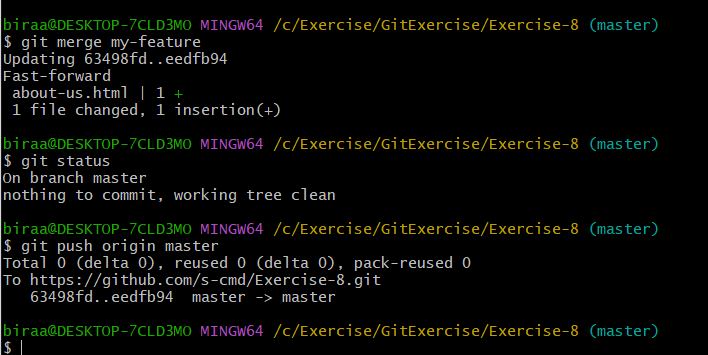 biraa@DESKTOP-7CLD3MO MINGW64 /c/Exercise/GitExercise/Exercise-8 (master)
$ git merge my-feature
Updating 63498fd..eedfb94
Fast-forward
 about-us.html | 1 +
 1 file changed, 1 insertion(+)

biraa@DESKTOP-7CLD3MO MINGW64 /c/Exercise/GitExercise/Exercise-8 (master)
$ git status
On branch master
nothing to commit, working tree clean

biraa@DESKTOP-7CLD3MO MINGW64 /c/Exercise/GitExercise/Exercise-8 (master)
$ git push origin master
Total 0 (delta 0), reused 0 (delta 0), pack-reused 0
To https://github.com/s-cmd/Exercise-8.git
   63498fd..eedfb94  master -> master

biraa@DESKTOP-7CLD3MO MINGW64 /c/Exercise/GitExercise/Exercise-8 (master)
$